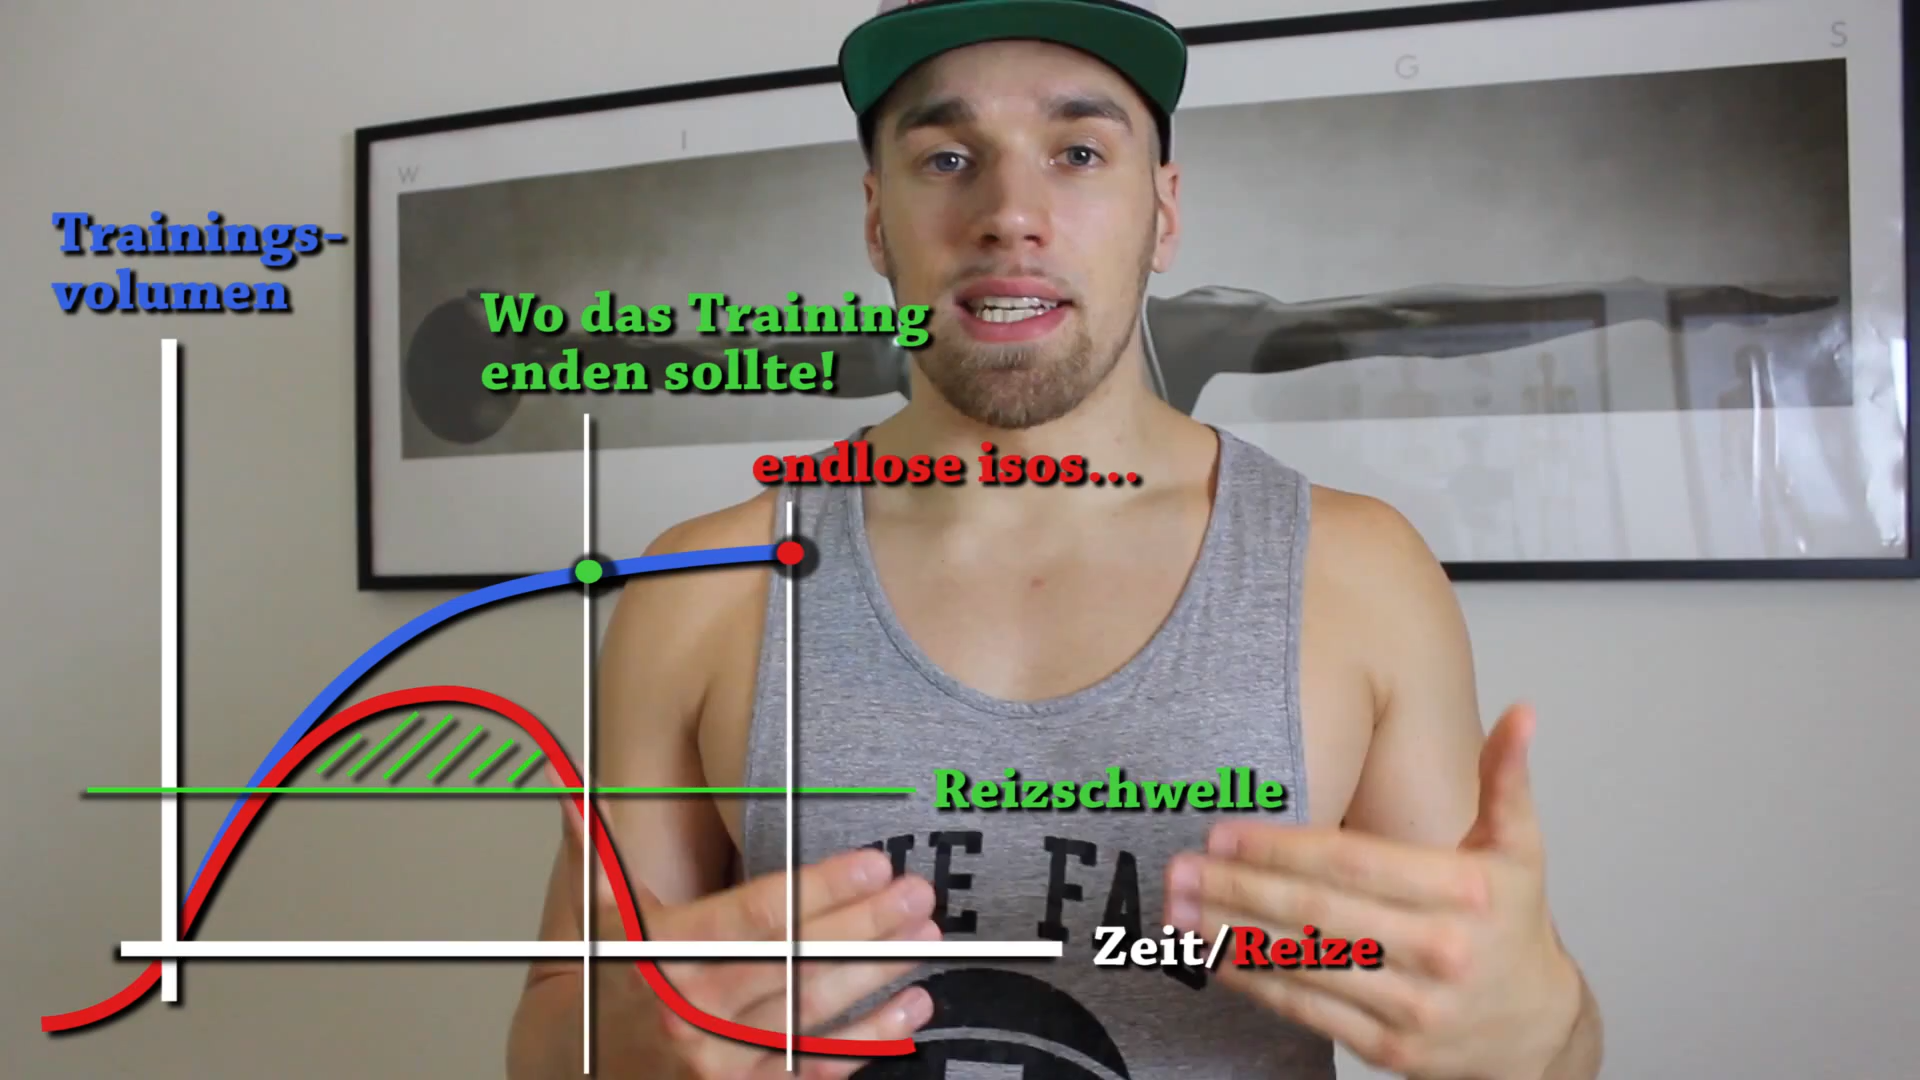 W I G S
Trainings-
volumen
Wo das Training
enden sollte!
endlose isos...
Reizschwelle
Zeit/Reize